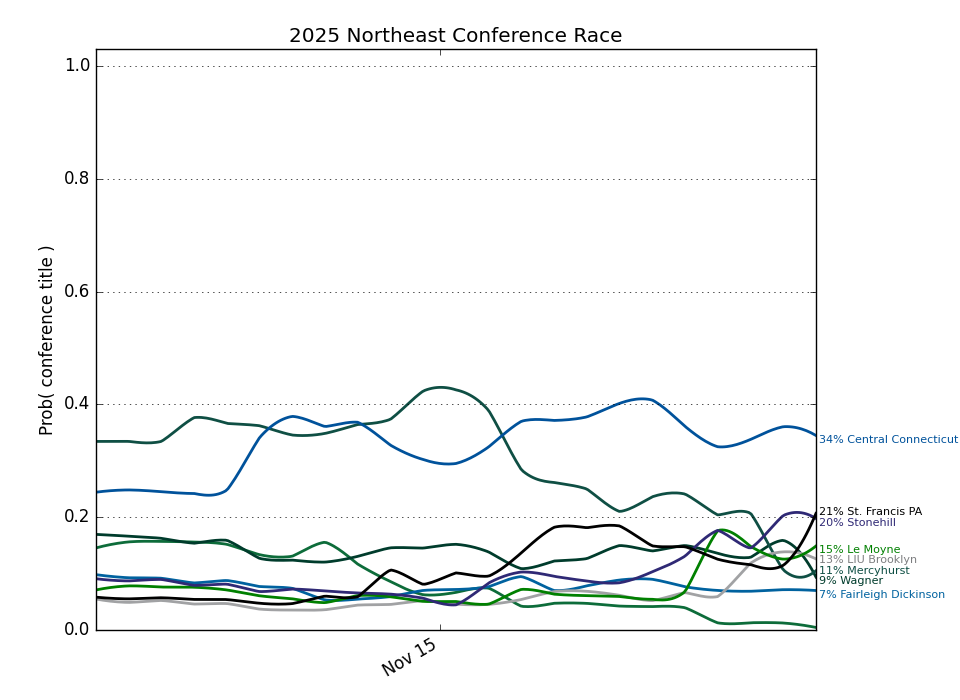 2025 Northeast Conference Race
Prob( conference title )
1.0
0.8
0.6
0.4
0.2
0.0
Nov 15
34% Central Connecticut
21% St. Francis PA
20% Stonehill
15% Le Moyne
13% LIU Brooklyn
11% Mercyhurst
9% Wagner
7% Fairleigh Dickinson